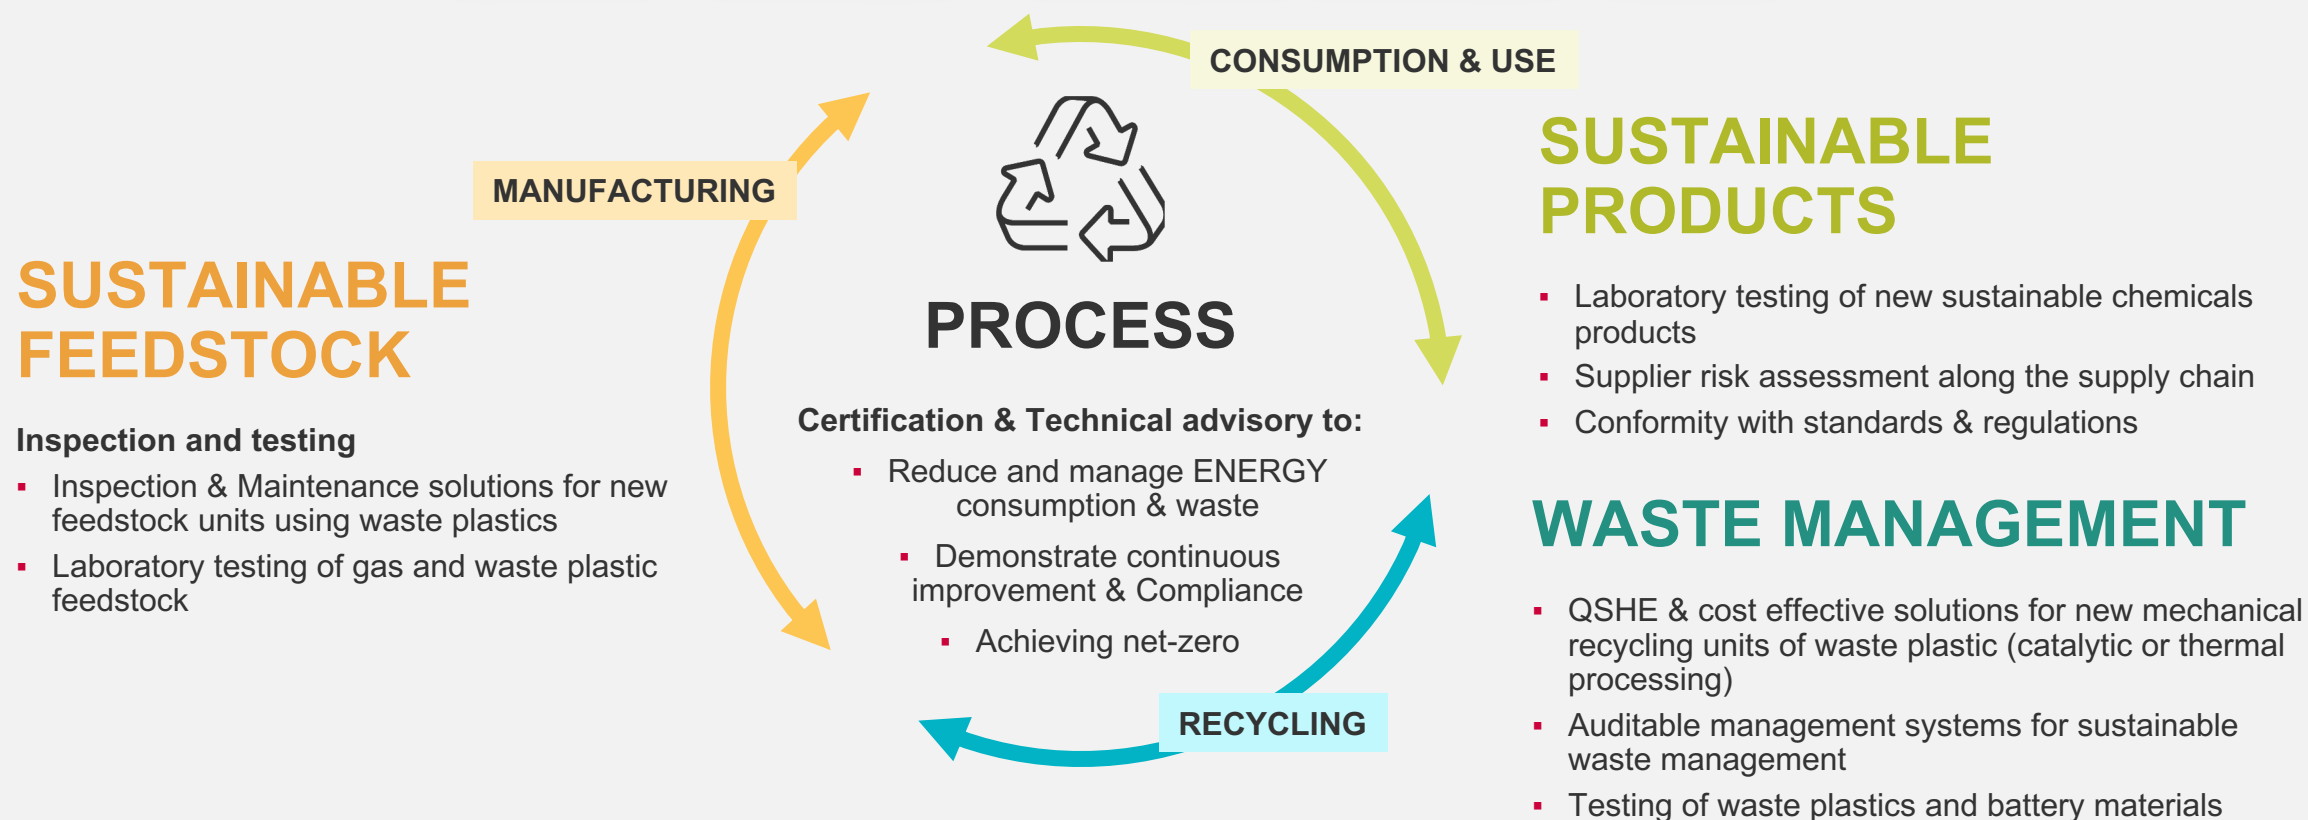 CONSUMPTION & USE
MANUFACTURING
SUSTAINABLE
FEEDSTOCK
Inspection and testing
▪ Inspection & Maintenance solutions for new
feedstock units using waste plastics
▪ Laboratory testing of gas and waste plastic
feedstock
PROCESS
Certification & Technical advisory to:
▪ Reduce and manage ENERGY
consumption & waste
▪ Demonstrate continuous
improvement & Compliance
▪ Achieving net-zero
RECYCLING
SUSTAINABLE
PRODUCTS
▪ Laboratory testing of new sustainable chemicals
products
▪ Supplier risk assessment along the supply chain
▪ Conformity with standards & regulations
WASTE MANAGEMENT
▪ QSHE & cost effective solutions for new mechanical
recycling units of waste plastic (catalytic or thermal
processing)
▪ Auditable management systems for sustainable
waste management
▪ Testing of waste plastics and battery materials